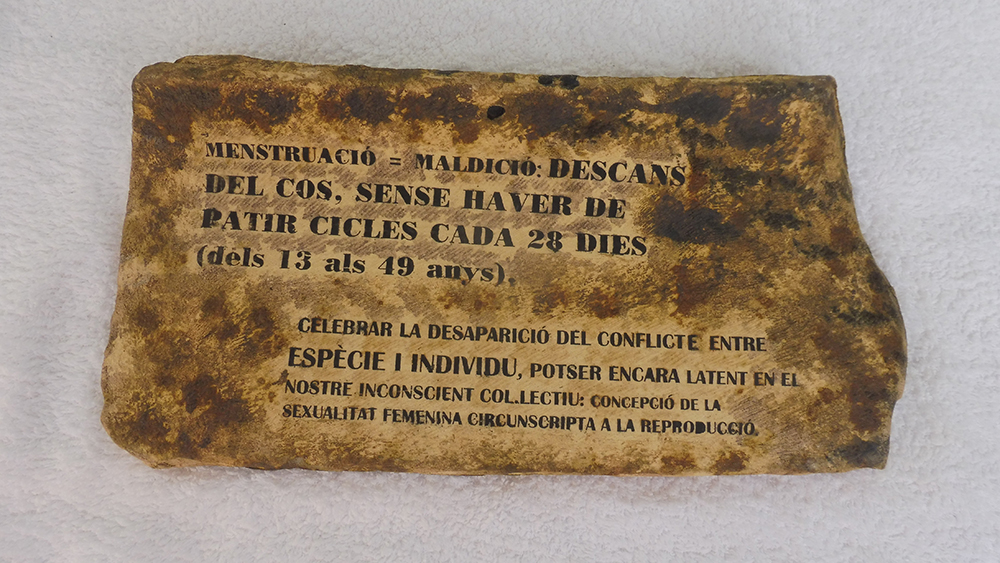 MENSTRUACIÓ = MALDICIÓ: DESCANS
DEL COS, SENSE HAVER DE
PATIR CICLES CADA 28 DIES
(dels 13 als 49 anys).
CELEBRAR LA DESAPARICIÓ DEL CONFLICTE ENTRE
ESPÈCIE I INDIVIDU, POTSER ENCARA LATENT EN EL
NOSTRE INCONSCIENT COL.LECTIU: CONCEPCIÓ DE LA
SEXUALITAT FEMENINA CIRCUNSCRIPTA A LA REPRODUCCIÓ.